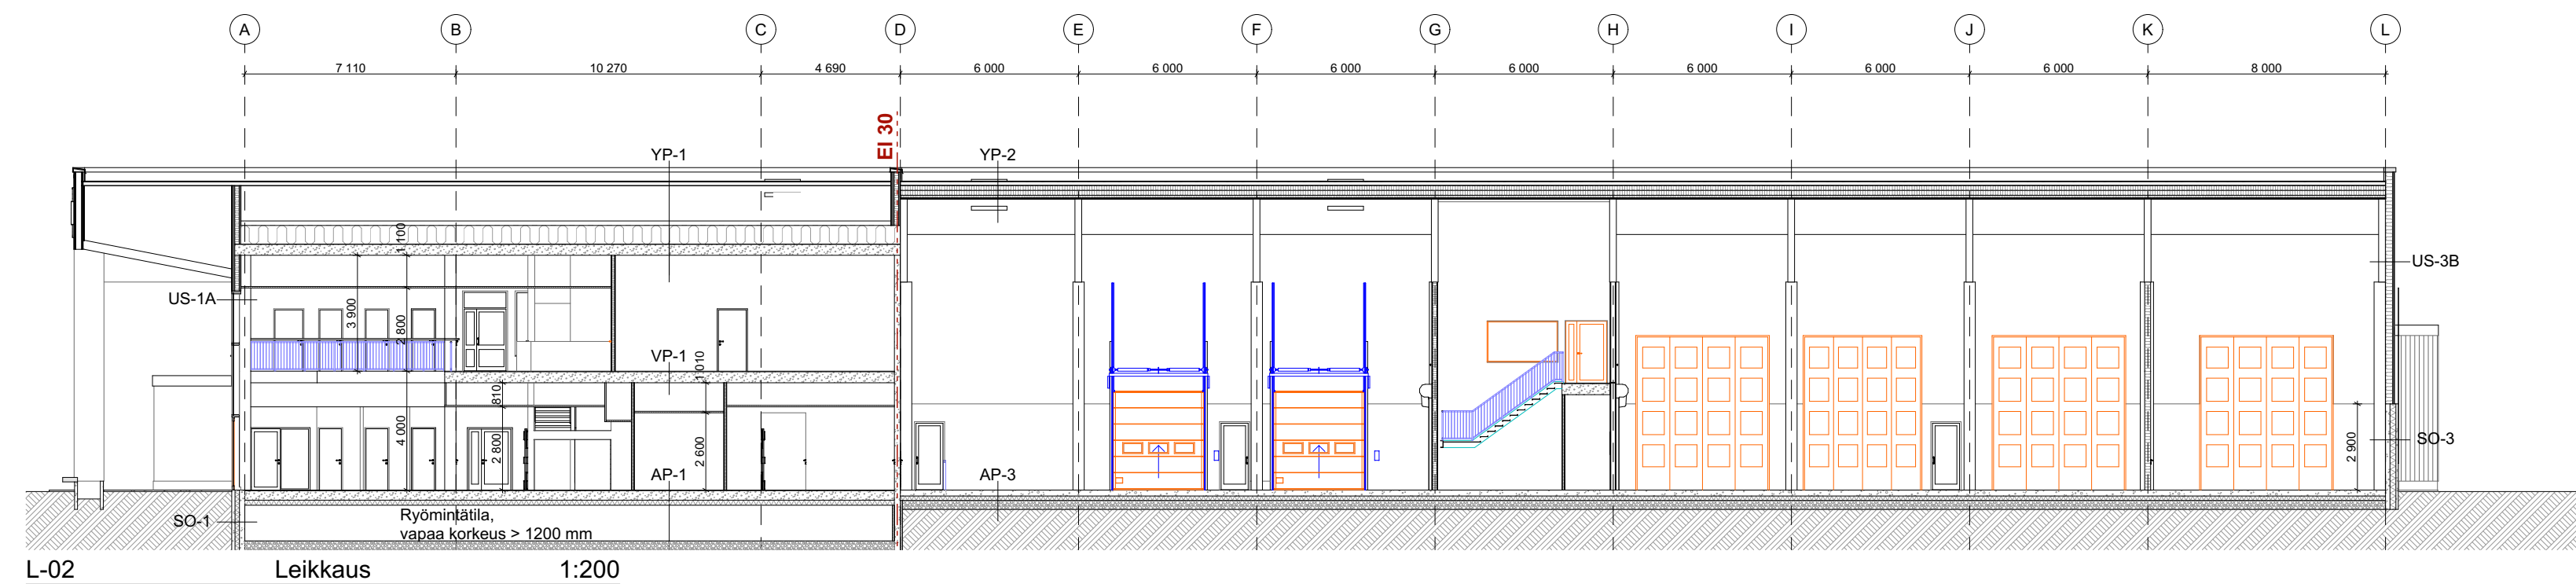 A B C D E F G H I J K L
7 110 10 270 4 690 6 000 6 000 6 000 6 000 6 000 6 000 6 000 8 000
EI 30
YP-1 YP-2
1 100
US-3B
US-1A
3 900
2 800
VP-1
1 010
810
4 000
2 800
2 600
2 900
SO-3
AP-1 AP-3
SO-1
Ryömintätila,
vapaa korkeus > 1200 mm
L-02 Leikkaus 1:200